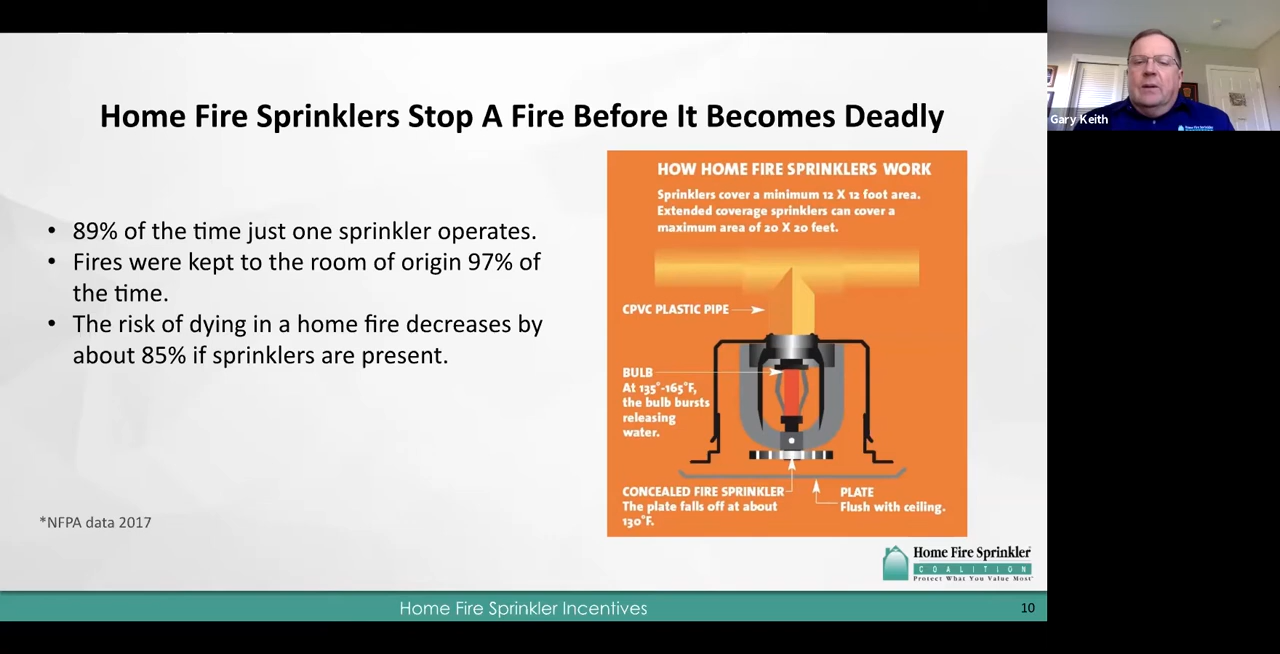 Home Fire Sprinklers Stop A Fire Before It Becomes Deadly
• 89% of the time just one sprinkler operates.
• Fires were kept to the room of origin 97% of
the time.
• The risk of dying in a home fire decreases by
about 85% if sprinklers are present.
*NFPA data 2017
HOW HOME FIRE SPRINKLERS WORK
Sprinklers cover a minimum 12 X 12 foot area.
Extended coverage sprinklers can cover a
maximum area of 20 X 20 feet.
CPVC PLASTIC PIPE
BULB
At 135°-165°F,
the bulb bursts
releasing
water.
CONCEALED FIRE SPRINKLER
The plate falls off at about
130°F.
PLATE
Flush with ceiling.
Home Fire Sprinkler
COALITION
Protect What You Value Most
Home Fire Sprinkler Incentives
10
Gary Keith
Home Fire Sprinkler